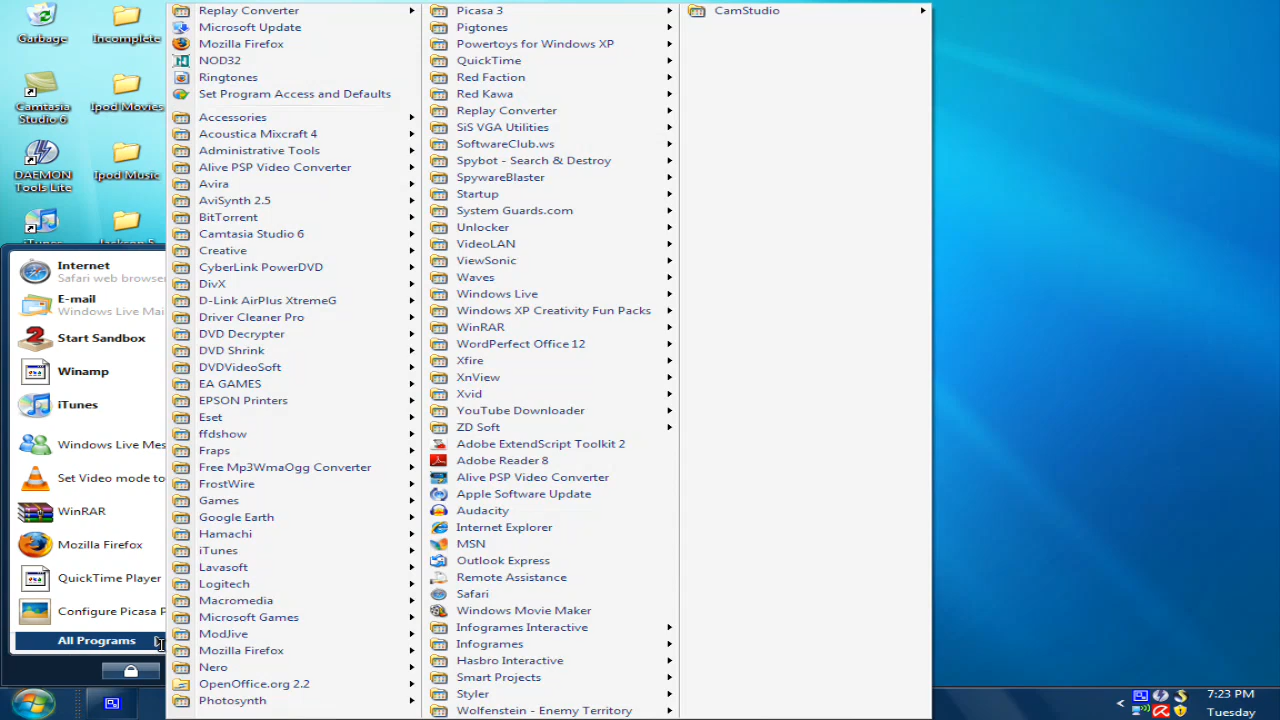 Garbage
Incomplete
Camtasia
Studio 6
Ipod Movies
DAEMON
Tools Lite
Ipod Music
Internet
Safari web browser
E-mail
Windows Live Mai
Start Sandbox
Winamp
iTunes
Windows Live Mes
Set Video mode to
WinRAR
Mozilla Firefox
QuickTime Player
Configure Picasa P
All Programs
Replay Converter
Microsoft Update
Mozilla Firefox
NOD32
Ringtones
Set Program Access and Defaults
Accessories
Acoustica Mixcraft 4
Administrative Tools
Alive PSP Video Converter
Avira
AviSynth 2.5
BitTorrent
Camtasia Studio 6
Creative
CyberLink PowerDVD
DivX
D-Link AirPlus XtremeG
Driver Cleaner Pro
DVD Decrypter
DVD Shrink
DVDVideoSoft
EA GAMES
EPSON Printers
Eset
ffdshow
Fraps
Free Mp3WmaOgg Converter
FrostWire
Games
Google Earth
Hamachi
iTunes
Lavasoft
Logitech
Macromedia
Microsoft Games
ModJive
Mozilla Firefox
Nero
OpenOffice.org 2.2
Photosynth
Picasa 3
Pigtones
Powertoys for Windows XP
QuickTime
Red Faction
Red Kawa
Replay Converter
SiS VGA Utilities
SoftwareClub.ws
Spybot - Search & Destroy
SpywareBlaster
Startup
System Guards.com
Unlocker
VideoLAN
ViewSonic
Waves
Windows Live
Windows XP Creativity Fun Packs
WinRAR
WordPerfect Office 12
Xfire
XnView
Xvid
YouTube Downloader
ZD Soft
Adobe ExtendScript Toolkit 2
Adobe Reader 8
Alive PSP Video Converter
Apple Software Update
Audacity
Internet Explorer
MSN
Outlook Express
Remote Assistance
Safari
Windows Movie Maker
Infogrames Interactive
Infogrames
Hasbro Interactive
Smart Projects
Styler
Wolfenstein - Enemy Territory
CamStudio
7:23 PM
Tuesday